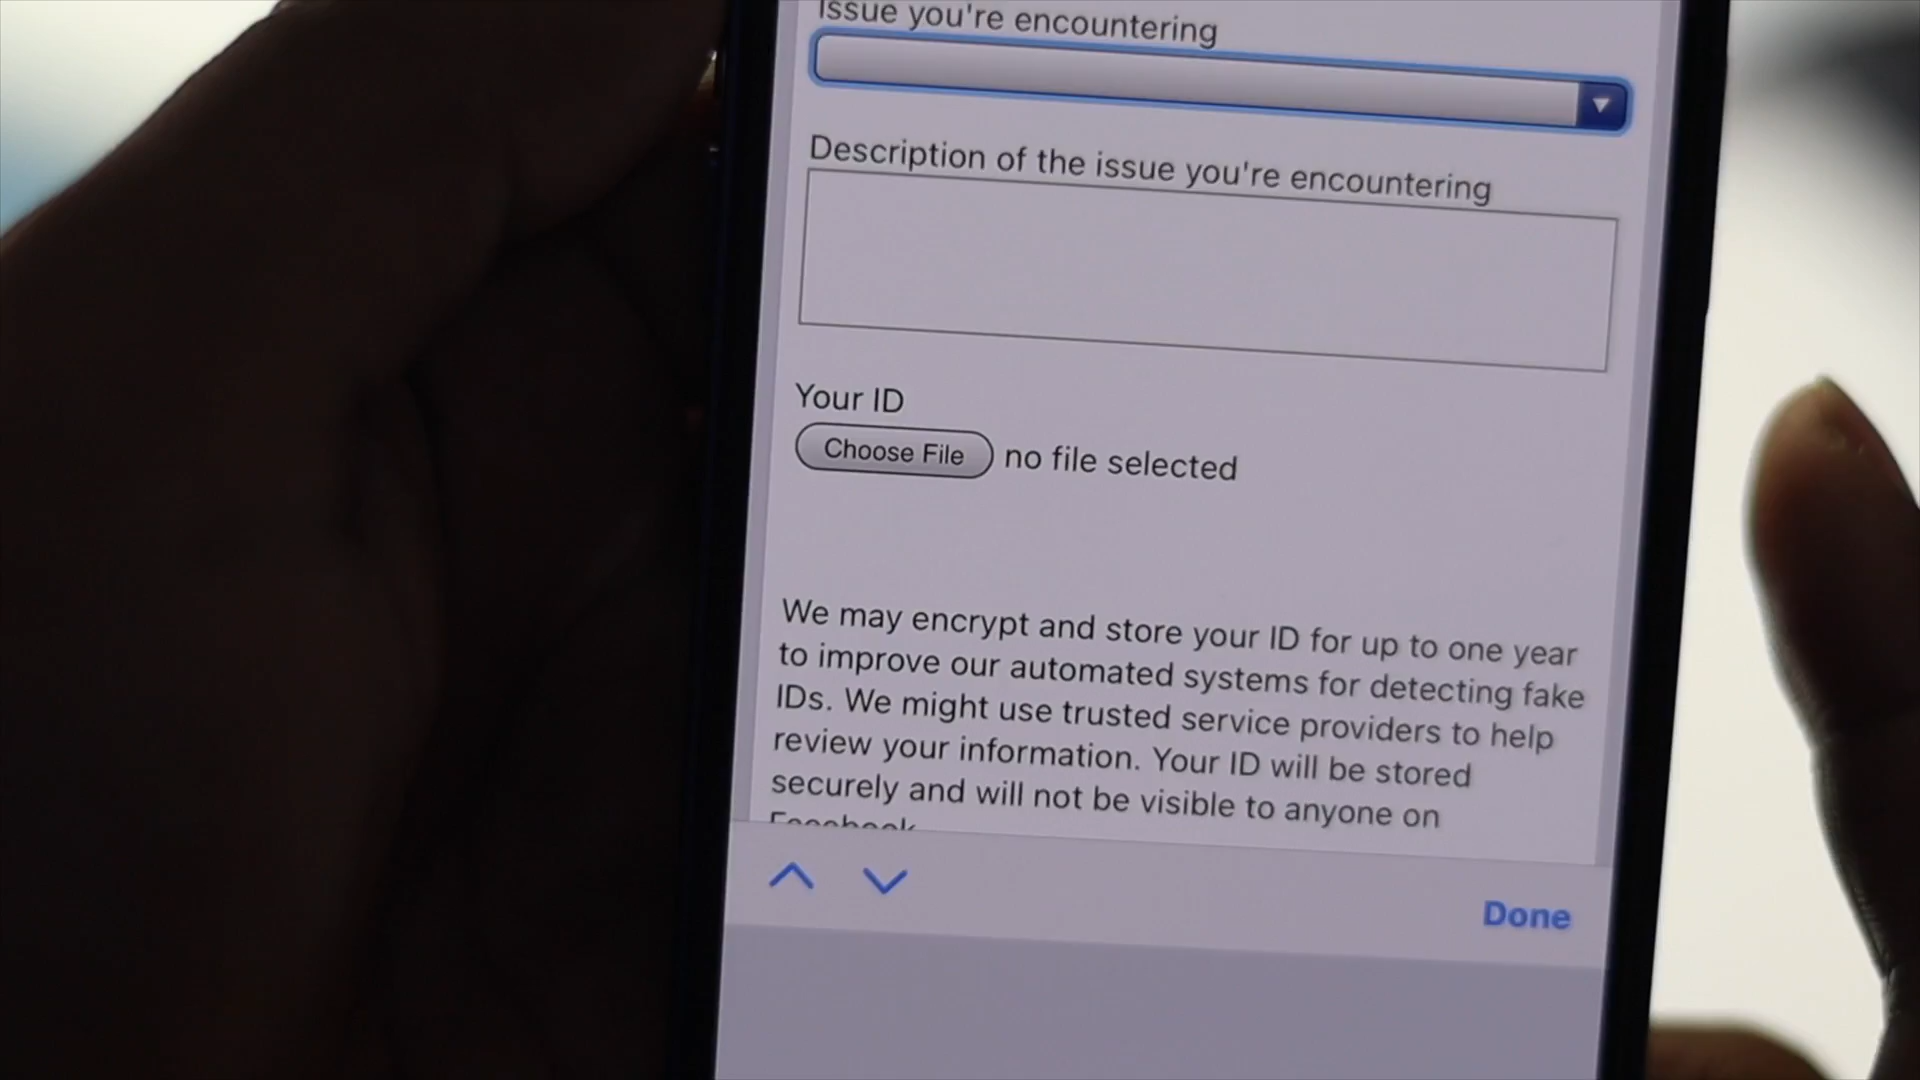 Issue you're encountering
Description of the issue you're encountering
Your ID
Choose File no file selected
We may encrypt and store your ID for up to one year
to improve our automated systems for detecting fake
IDs. We might use trusted service providers to help
review your information. Your ID will be stored
securely and will not be visible to anyone on
Facebook
Done